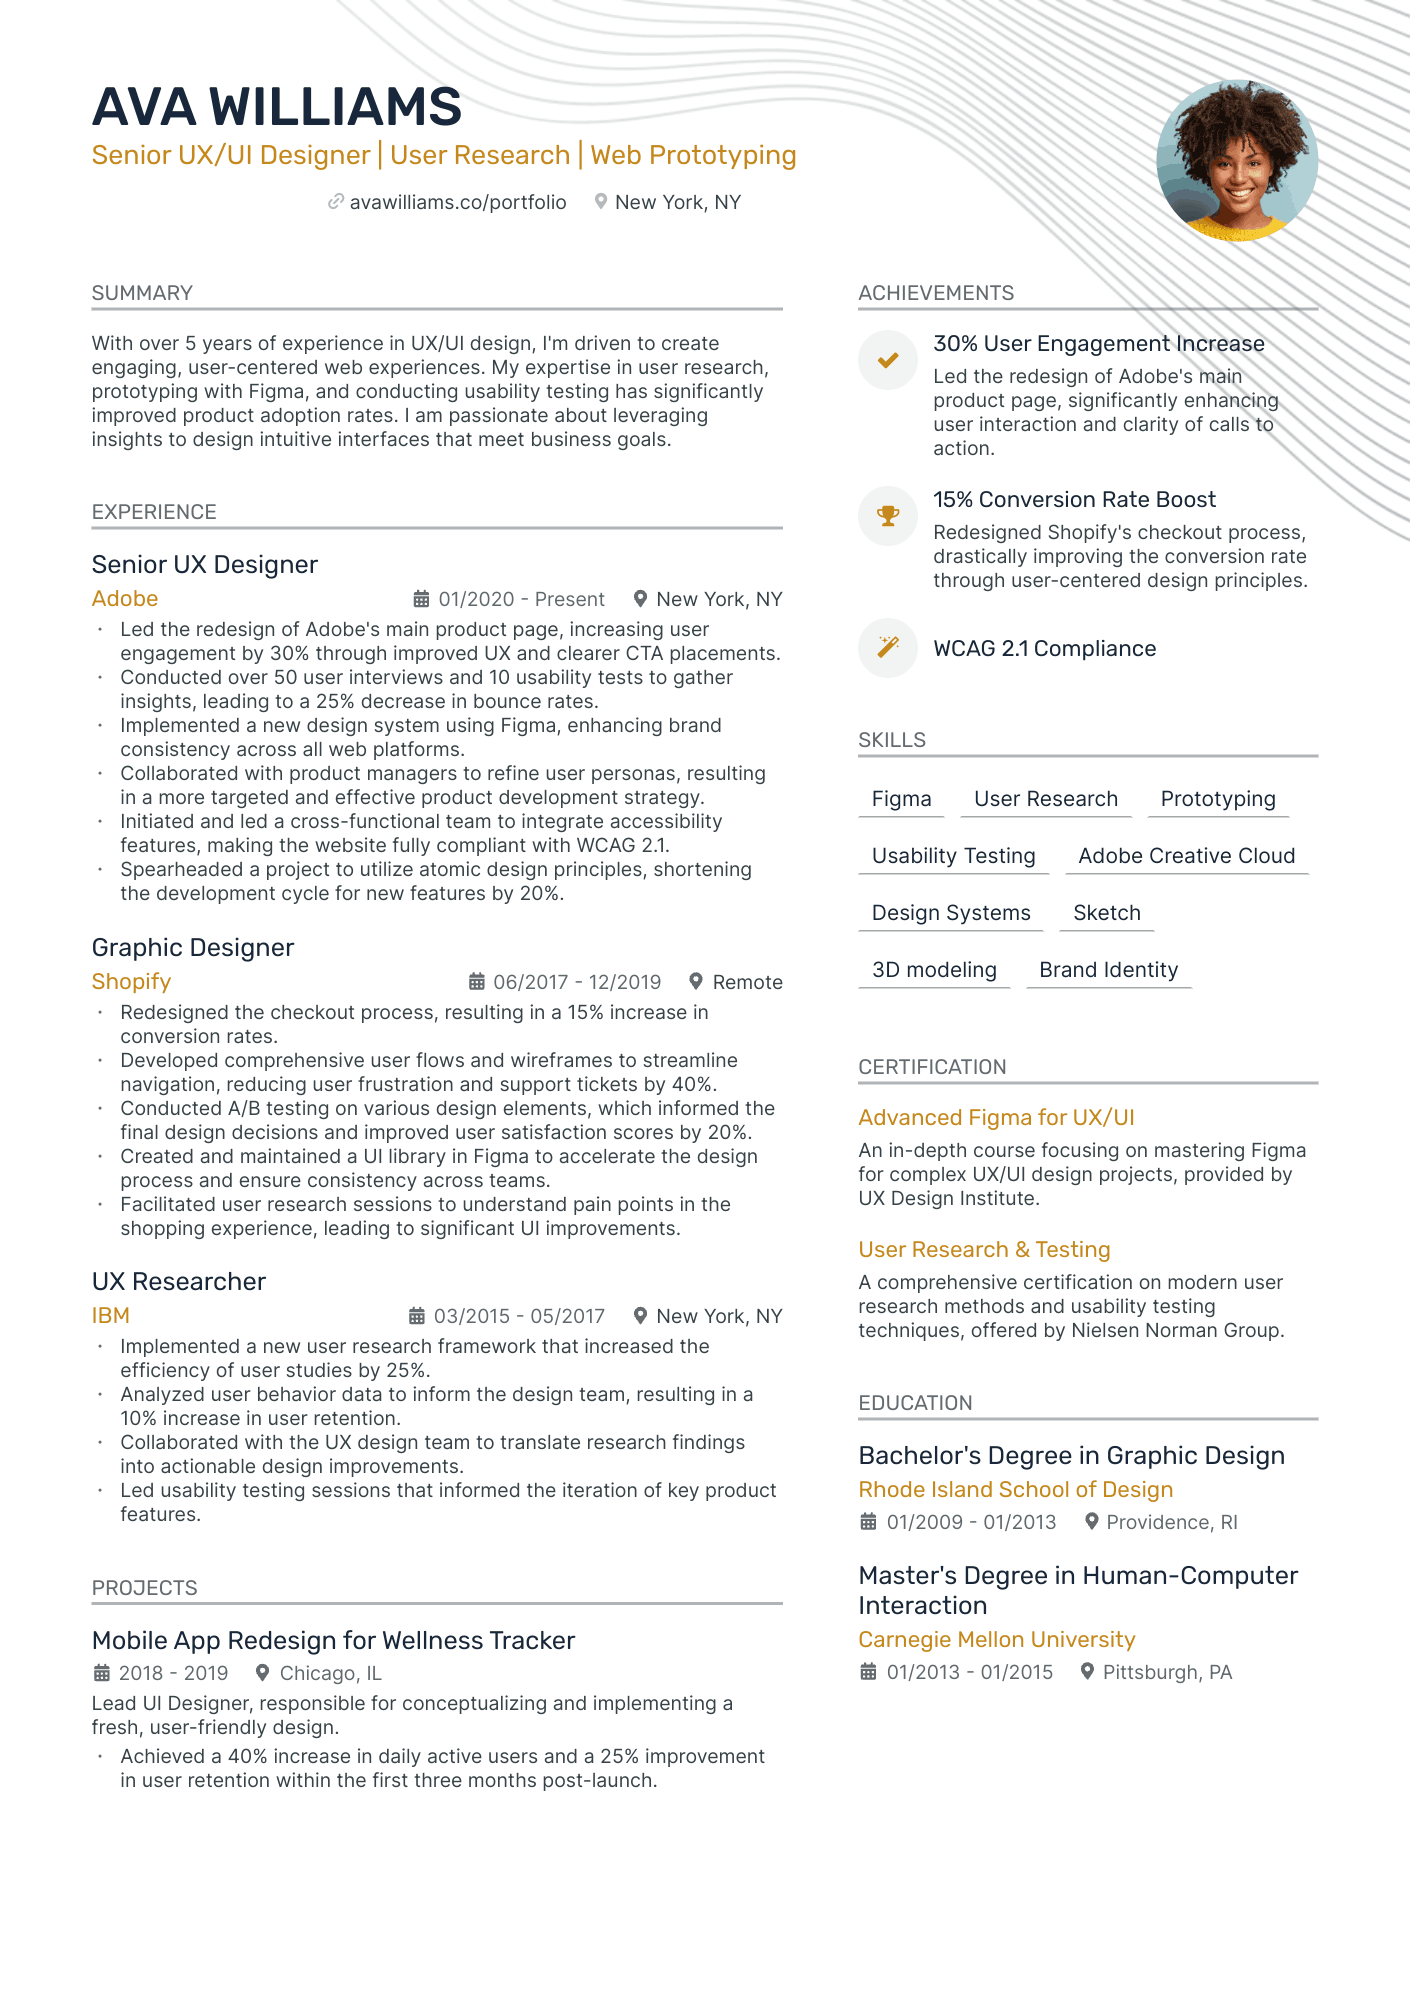 AVA WILLIAMS
Senior UX/UI Designer | User Research | Web Prototyping
avawilliams.co/portfolio New York, NY
SUMMARY
With over 5 years of experience in UX/UI design, I'm driven to create
engaging, user-centered web experiences. My expertise in user research,
prototyping with Figma, and conducting usability testing has significantly
improved product adoption rates. I am passionate about leveraging
insights to design intuitive interfaces that meet business goals.
EXPERIENCE
Senior UX Designer
Adobe 01/2020 - Present New York, NY
· Led the redesign of Adobe's main product page, increasing user
engagement by 30% through improved UX and clearer CTA placements.
· Conducted over 50 user interviews and 10 usability tests to gather
insights, leading to a 25% decrease in bounce rates.
· Implemented a new design system using Figma, enhancing brand
consistency across all web platforms.
· Collaborated with product managers to refine user personas, resulting
in a more targeted and effective product development strategy.
· Initiated and led a cross-functional team to integrate accessibility
features, making the website fully compliant with WCAG 2.1.
· Spearheaded a project to utilize atomic design principles, shortening
the development cycle for new features by 20%.
Graphic Designer
Shopify 06/2017 - 12/2019 Remote
· Redesigned the checkout process, resulting in a 15% increase in
conversion rates.
· Developed comprehensive user flows and wireframes to streamline
navigation, reducing user frustration and support tickets by 40%.
· Conducted A/B testing on various design elements, which informed the
final design decisions and improved user satisfaction scores by 20%.
· Created and maintained a UI library in Figma to accelerate the design
process and ensure consistency across teams.
· Facilitated user research sessions to understand pain points in the
shopping experience, leading to significant UI improvements.
UX Researcher
IBM 03/2015 - 05/2017 New York, NY
· Implemented a new user research framework that increased the
efficiency of user studies by 25%.
· Analyzed user behavior data to inform the design team, resulting in a
10% increase in user retention.
· Collaborated with the UX design team to translate research findings
into actionable design improvements.
· Led usability testing sessions that informed the iteration of key product
features.
PROJECTS
Mobile App Redesign for Wellness Tracker
2018 - 2019 Chicago, IL
Lead UI Designer, responsible for conceptualizing and implementing a
fresh, user-friendly design.
· Achieved a 40% increase in daily active users and a 25% improvement
in user retention within the first three months post-launch.
ACHIEVEMENTS
30% User Engagement Increase
Led the redesign of Adobe's main
product page, significantly enhancing
user interaction and clarity of calls to
action.
15% Conversion Rate Boost
Redesigned Shopify's checkout process,
drastically improving the conversion rate
through user-centered design principles.
WCAG 2.1 Compliance
SKILLS
Figma User Research Prototyping
Usability Testing Adobe Creative Cloud
Design Systems Sketch
3D modeling Brand Identity
CERTIFICATION
Advanced Figma for UX/UI
An in-depth course focusing on mastering Figma
for complex UX/UI design projects, provided by
UX Design Institute.
User Research & Testing
A comprehensive certification on modern user
research methods and usability testing
techniques, offered by Nielsen Norman Group.
EDUCATION
Bachelor's Degree in Graphic Design
Rhode Island School of Design
01/2009 - 01/2013 Providence, RI
Master's Degree in Human-Computer
Interaction
Carnegie Mellon University
01/2013 - 01/2015 Pittsburgh, PA